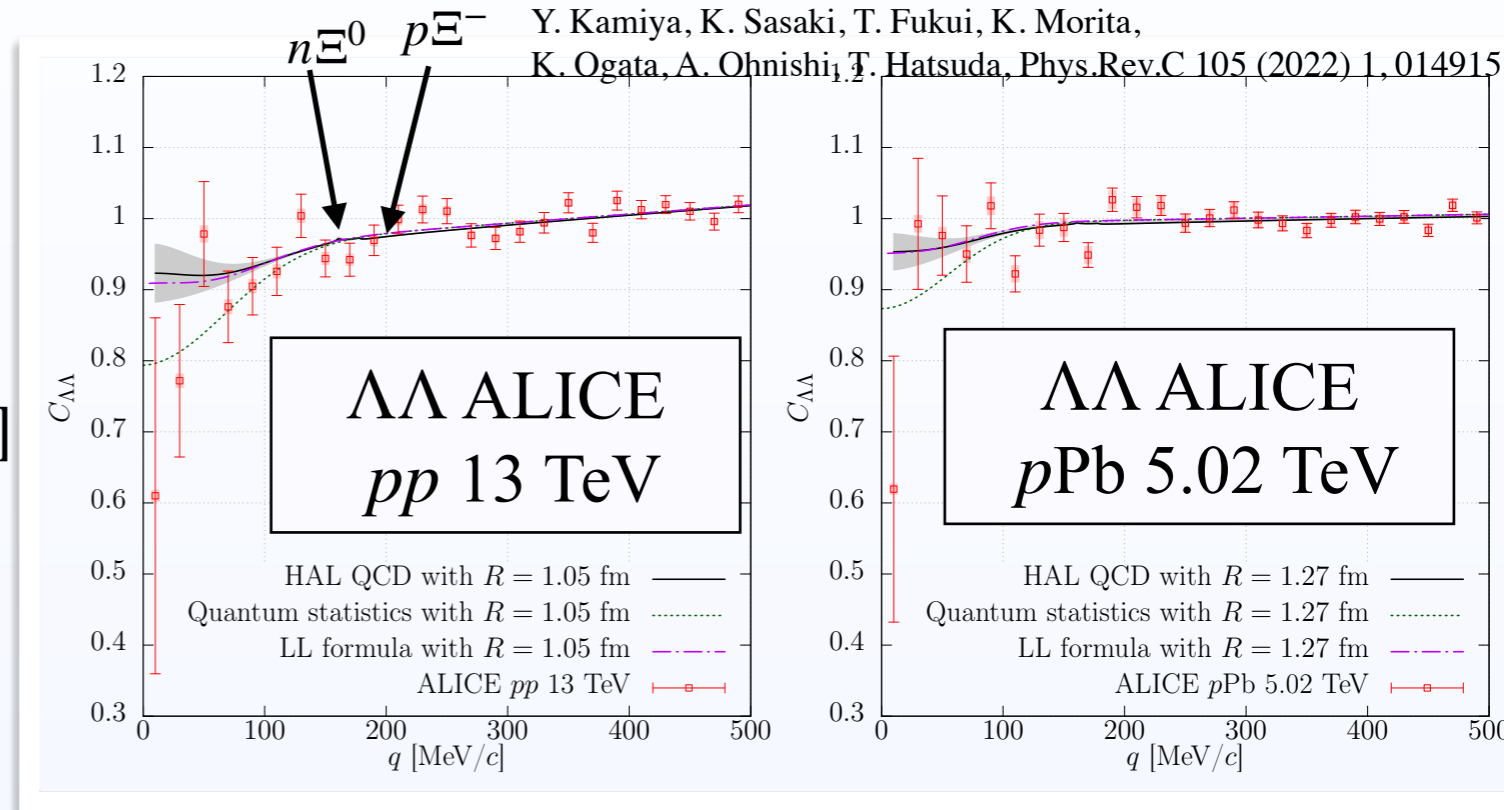 Y. Kamiya, K. Sasaki, T. Fukui, K. Morita,
K. Ogata, A. Ohnishi, T. Hatsuda, Phys.Rev.C 105 (2022) 1, 014915
nΞ⁰ pΞ⁻
1.2
1.1
1
0.9
0.8
0.7
0.6
0.5
0.4
0.3
C_ΛΛ
]
ΛΛ ALICE
pp 13 TeV
HAL QCD with R = 1.05 fm
Quantum statistics with R = 1.05 fm
LL formula with R = 1.05 fm
ALICE pp 13 TeV
0 100 200 300 400 500
q [MeV/c]
1.2
1.1
1
0.9
0.8
0.7
0.6
0.5
0.4
0.3
C_ΛΛ
ΛΛ ALICE
pPb 5.02 TeV
HAL QCD with R = 1.27 fm
Quantum statistics with R = 1.27 fm
LL formula with R = 1.27 fm
ALICE pPb 5.02 TeV
0 100 200 300 400 500
q [MeV/c]